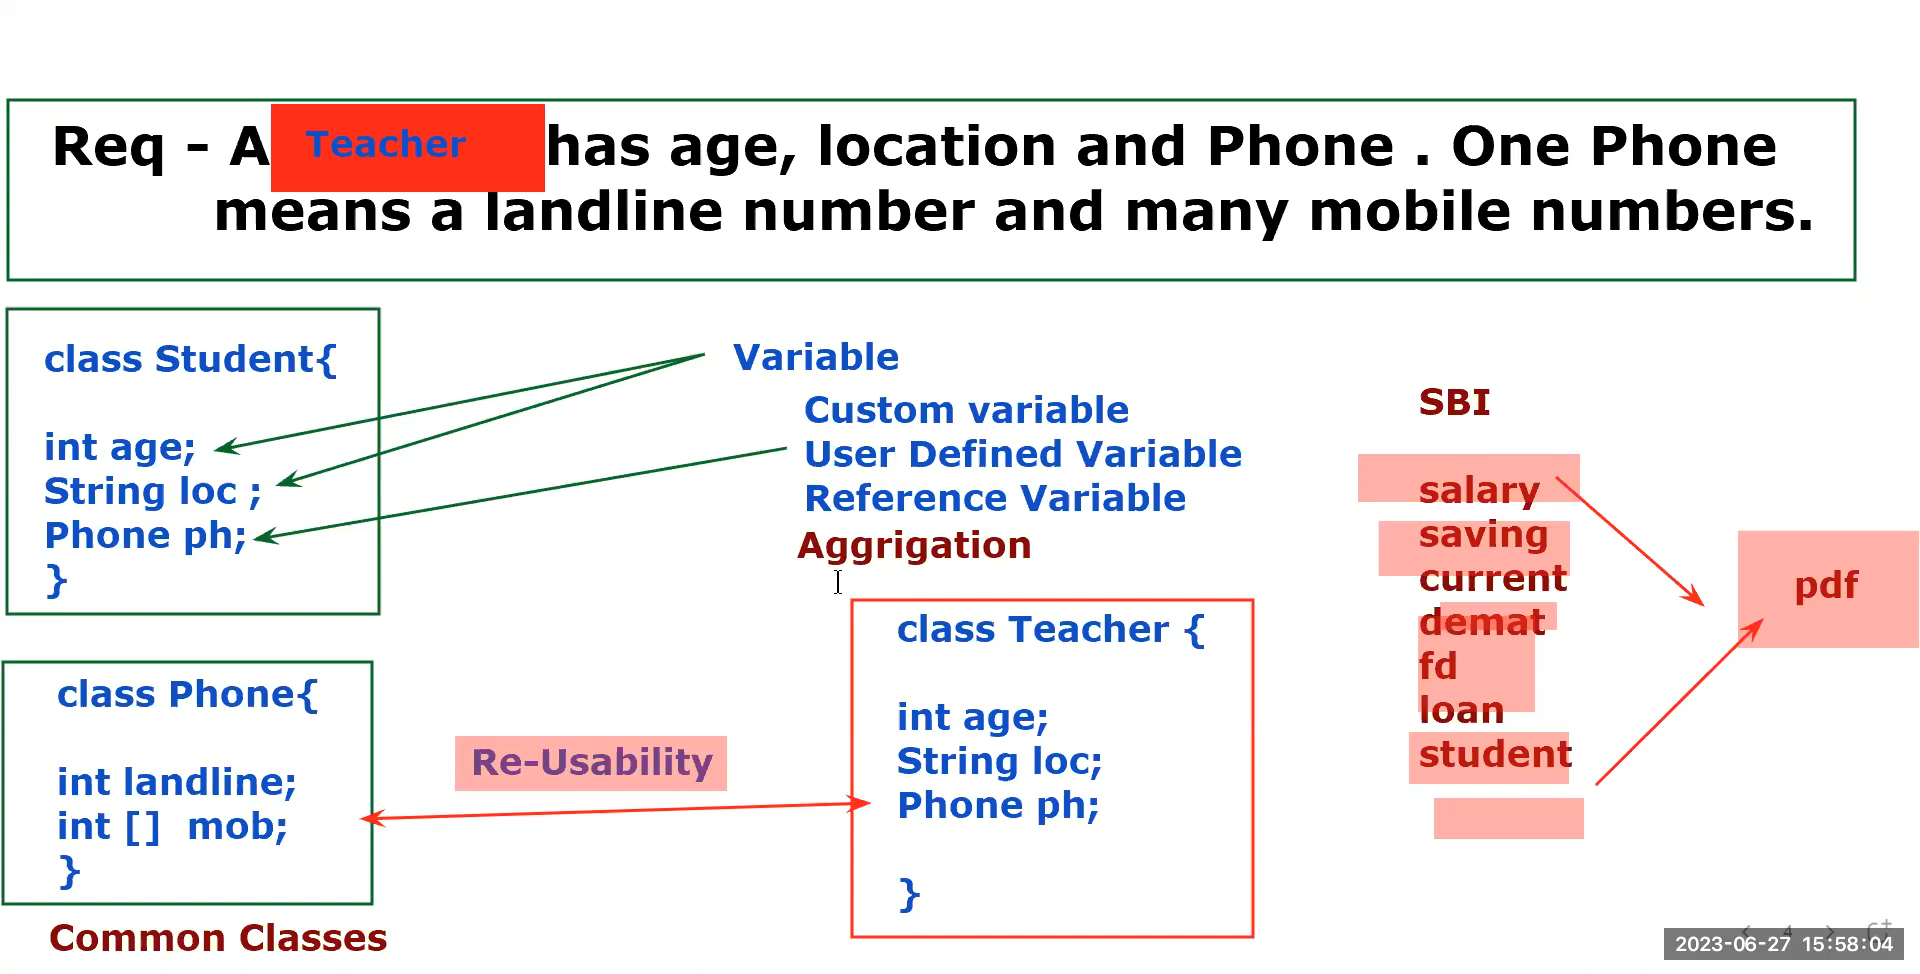 Req - A Teacher has age, location and Phone . One Phone
means a landline number and many mobile numbers.
class Student{
int age;
String loc ;
Phone ph;
}
Variable
Custom variable
User Defined Variable
Reference Variable
Aggrigation
class Phone{
int landline;
int [] mob;
}
Common Classes
Re-Usability
class Teacher {
int age;
String loc;
Phone ph;
}
SBI
salary
saving
current
demat
fd
loan
student
pdf
4
2023-06-27 15:58:04